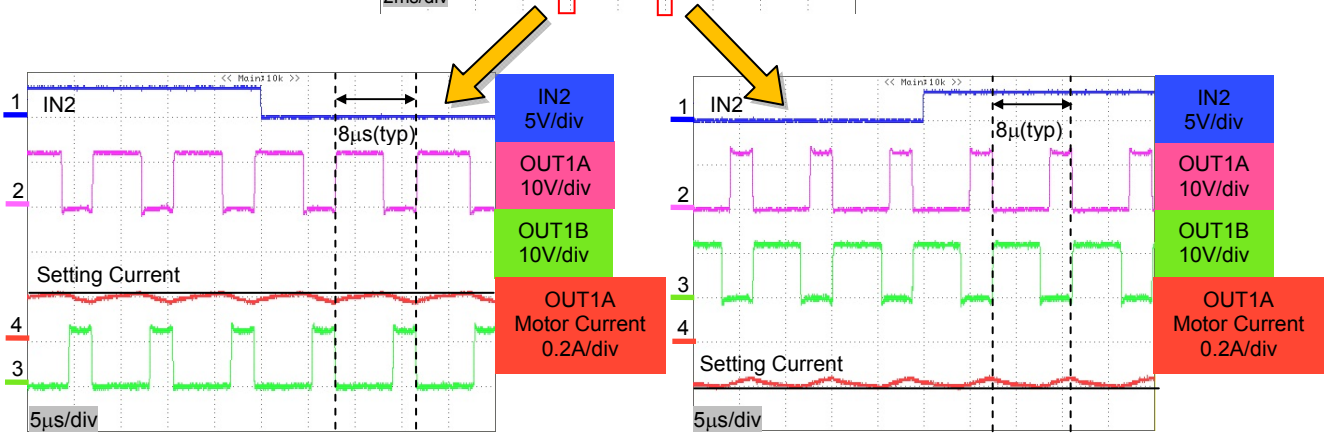 2ms/div
<< Main:10k >>
1
IN2
8µs(typ)
2
Setting Current
4
3
5µs/div
IN2
5V/div
OUT1A
10V/div
OUT1B
10V/div
OUT1A
Motor Current
0.2A/div
<< Main:10k >>
1
IN2
8µ(typ)
2
3
4
Setting Current
5µs/div
IN2
5V/div
OUT1A
10V/div
OUT1B
10V/div
OUT1A
Motor Current
0.2A/div